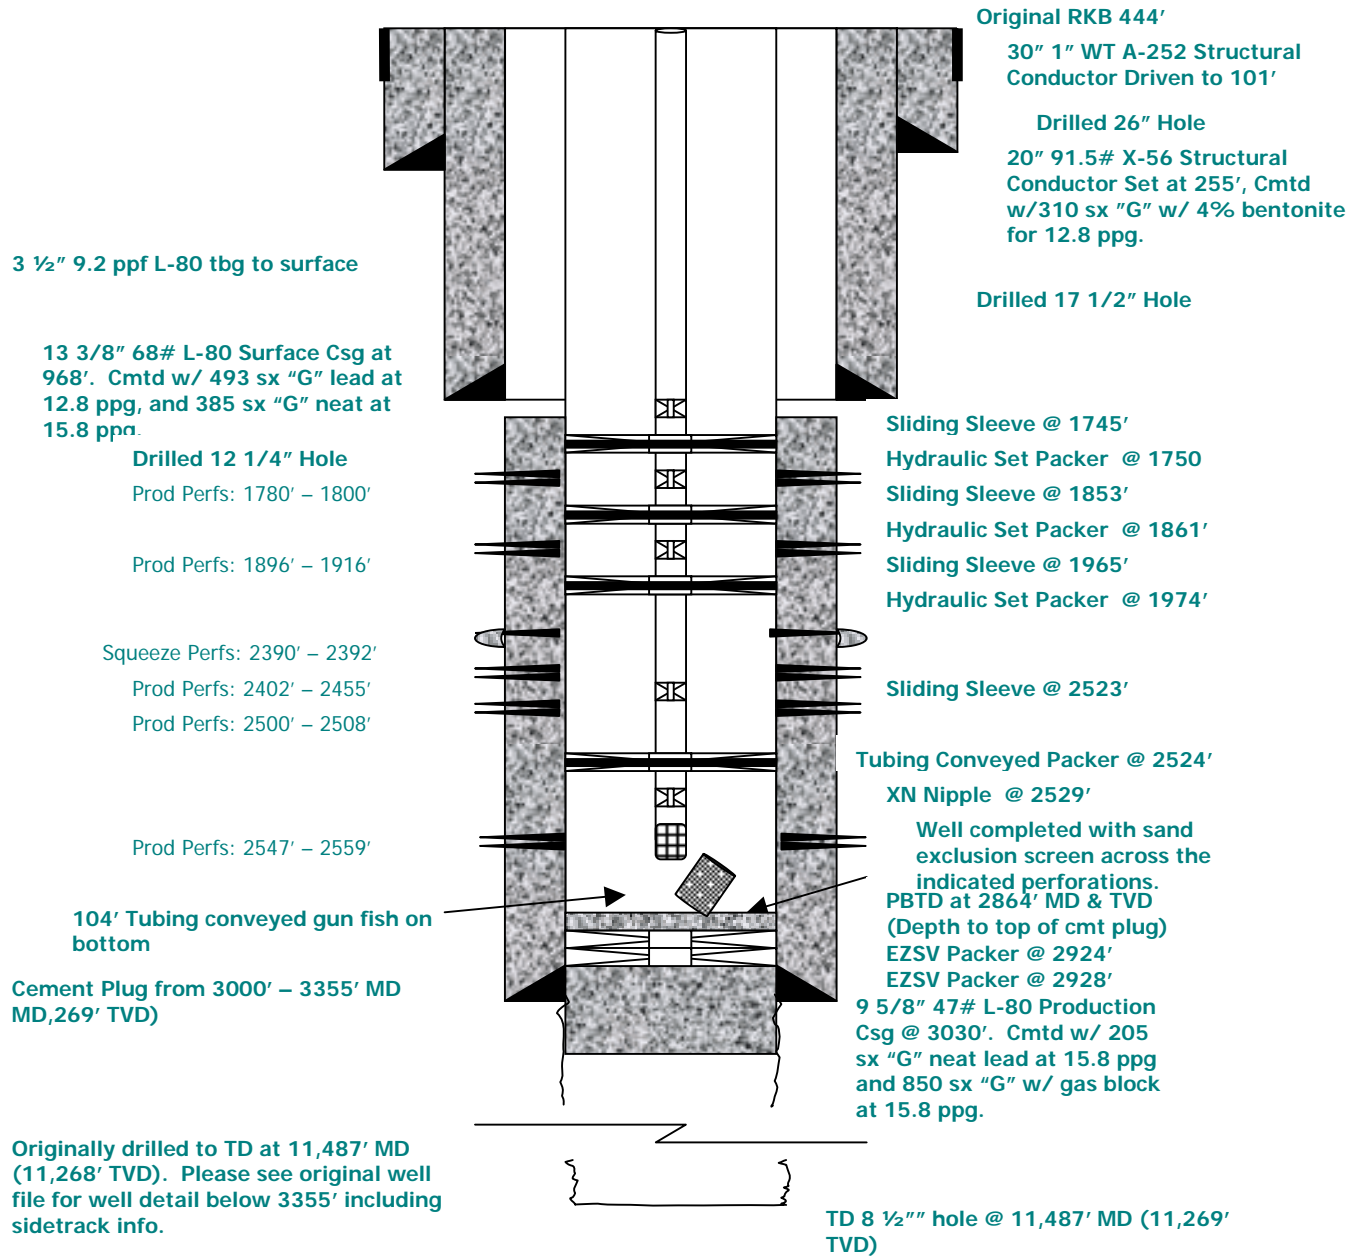 Original RKB 444’
30” 1” WT A-252 Structural
Conductor Driven to 101’
Drilled 26” Hole
20” 91.5# X-56 Structural
Conductor Set at 255’, Cmtd
w/310 sx ”G” w/ 4% bentonite
for 12.8 ppg.
3 ½” 9.2 ppf L-80 tbg to surface
Drilled 17 1/2” Hole
13 3/8” 68# L-80 Surface Csg at
968’. Cmtd w/ 493 sx “G” lead at
12.8 ppg, and 385 sx “G” neat at
15.8 ppg.
Drilled 12 1/4” Hole
Prod Perfs: 1780’ – 1800’
Prod Perfs: 1896’ – 1916’
Squeeze Perfs: 2390’ – 2392’
Prod Perfs: 2402’ – 2455’
Prod Perfs: 2500’ – 2508’
Prod Perfs: 2547’ – 2559’
104’ Tubing conveyed gun fish on
bottom
Cement Plug from 3000’ – 3355’ MD
MD,269’ TVD)
Originally drilled to TD at 11,487’ MD
(11,268’ TVD). Please see original well
file for well detail below 3355’ including
sidetrack info.
Sliding Sleeve @ 1745’
Hydraulic Set Packer @ 1750
Sliding Sleeve @ 1853’
Hydraulic Set Packer @ 1861’
Sliding Sleeve @ 1965’
Hydraulic Set Packer @ 1974’
Sliding Sleeve @ 2523’
Tubing Conveyed Packer @ 2524’
XN Nipple @ 2529’
Well completed with sand
exclusion screen across the
indicated perforations.
PBTD at 2864’ MD & TVD
(Depth to top of cmt plug)
EZSV Packer @ 2924’
EZSV Packer @ 2928’
9 5/8” 47# L-80 Production
Csg @ 3030’. Cmtd w/ 205
sx “G” neat lead at 15.8 ppg
and 850 sx “G” w/ gas block
at 15.8 ppg.
TD 8 ½”” hole @ 11,487’ MD (11,269’
TVD)